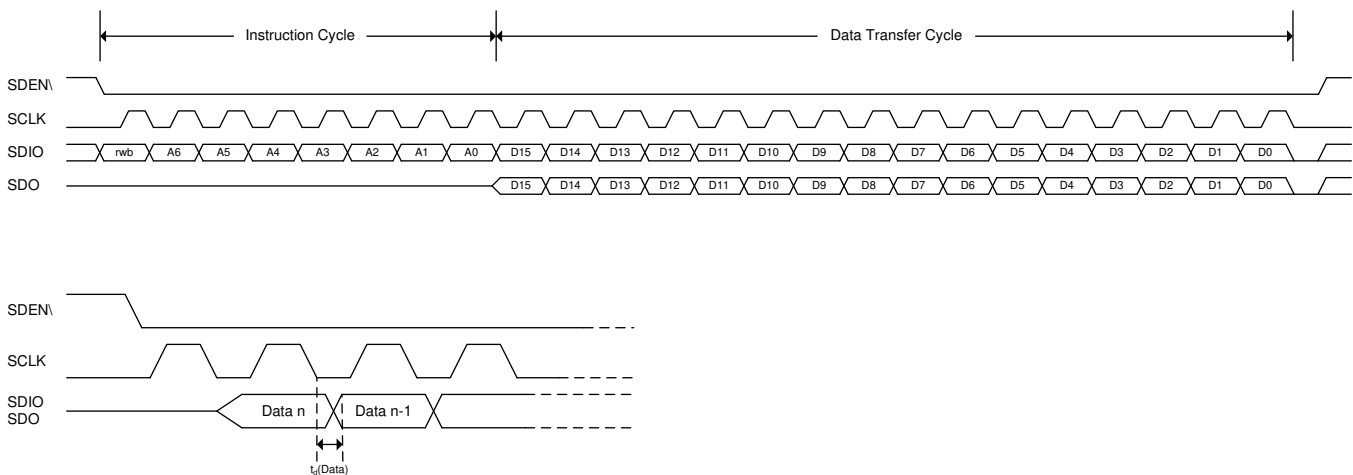 Instruction Cycle Data Transfer Cycle
SDEN\
SCLK
SDIO rwb A6 A5 A4 A3 A2 A1 A0 D15 D14 D13 D12 D11 D10 D9 D8 D7 D6 D5 D4 D3 D2 D1 D0
SDO D15 D14 D13 D12 D11 D10 D9 D8 D7 D6 D5 D4 D3 D2 D1 D0
SDEN\
SCLK
SDIO
SDO
Data n Data n-1
td(Data)